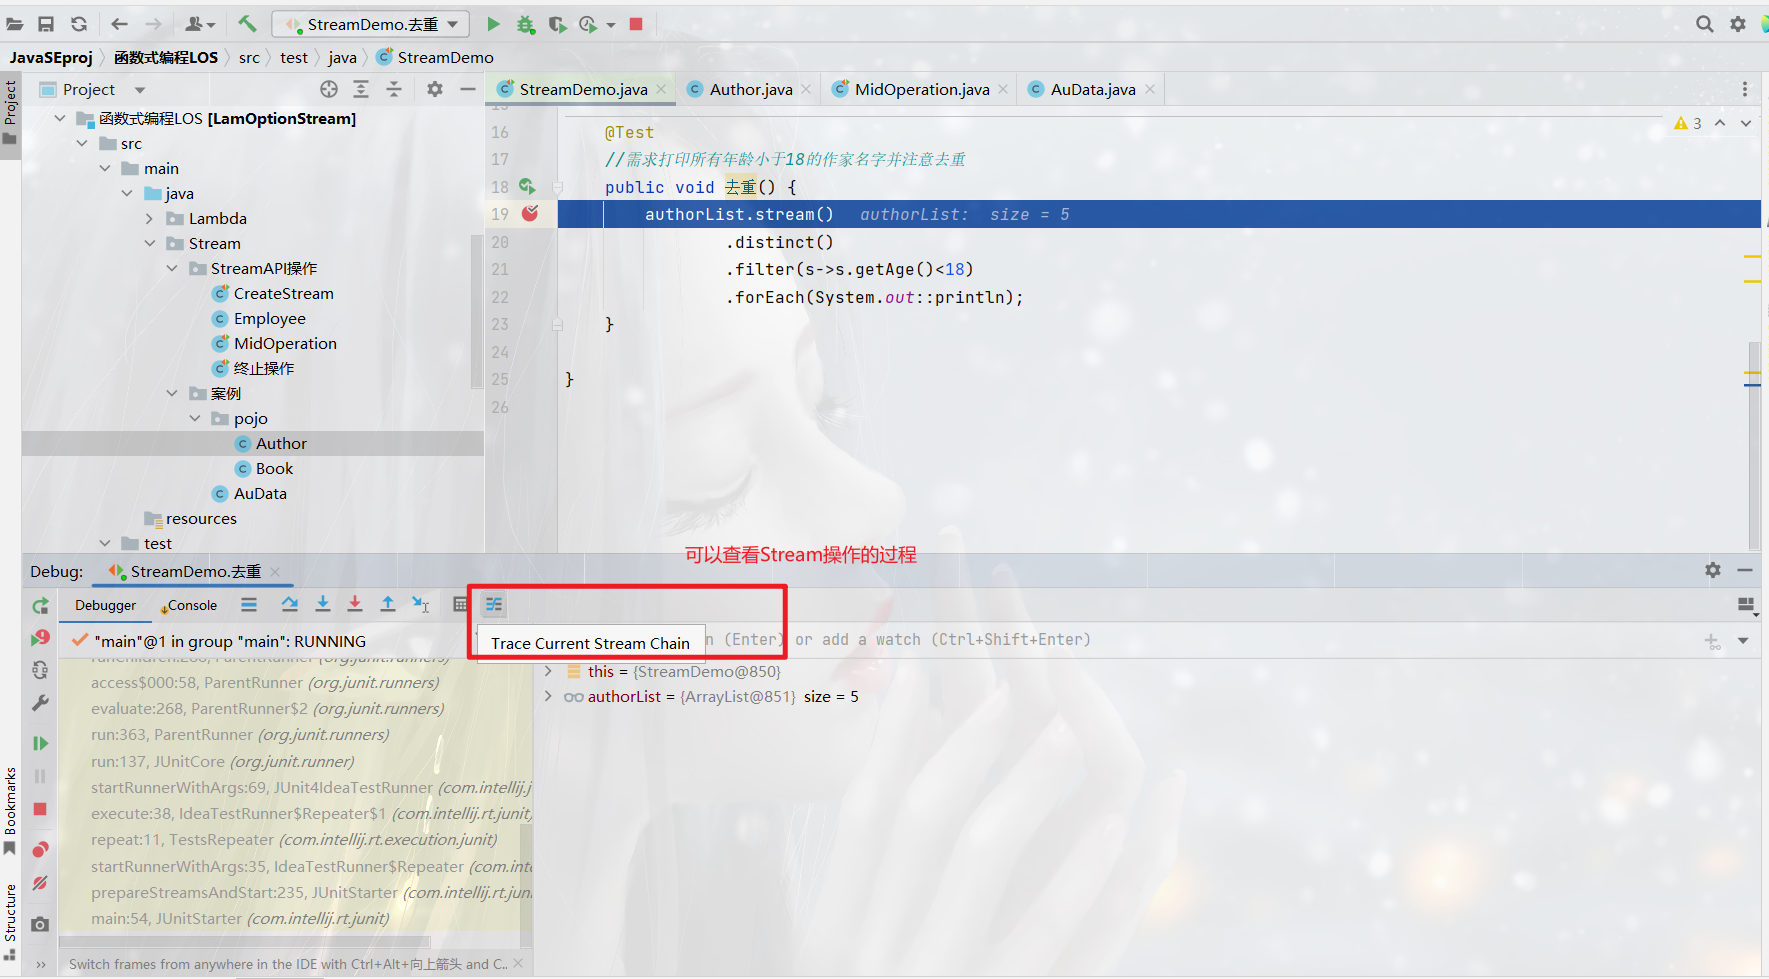 StreamDemo.去重
JavaSEproj
函数式编程LOS
src
test
java
StreamDemo
Project
Project
函数式编程LOS [LamOptionStream]
src
main
java
Lambda
Stream
StreamAPI操作
CreateStream
Employee
MidOperation
终止操作
案例
pojo
Author
Book
AuData
resources
test
StreamDemo.java
Author.java
MidOperation.java
AuData.java
3
16 @Test
17 //需求打印所有年龄小于18的作家名字并注意去重
18 public void 去重() {
19 authorList.stream() authorList: size = 5
20 .distinct()
21 .filter(s->s.getAge()<18)
22 .forEach(System.out::println);
23 }
24
25 }
26
可以查看Stream操作的过程
Debug: StreamDemo.去重
Debugger
Console
Trace Current Stream Chain
"main"@1 in group "main": RUNNING
n (Enter) or add a watch (Ctrl+Shift+Enter)
this = {StreamDemo@850}
authorList = {ArrayList@851} size = 5
runChildren:268, ParentRunner (org.junit.runners)
access$000:58, ParentRunner (org.junit.runners)
evaluate:268, ParentRunner$2 (org.junit.runners)
run:363, ParentRunner (org.junit.runners)
run:137, JUnitCore (org.junit.runner)
startRunnerWithArgs:69, JUnit4IdeaTestRunner (com.intellij.j
execute:38, IdeaTestRunner$Repeater$1 (com.intellij.rt.junit)
repeat:11, TestsRepeater (com.intellij.rt.execution.junit)
startRunnerWithArgs:35, IdeaTestRunner$Repeater (com.inte
prepareStreamsAndStart:235, JUnitStarter (com.intellij.rt.juni
main:54, JUnitStarter (com.intellij.rt.junit)
Switch frames from anywhere in the IDE with Ctrl+Alt+向上箭头 and C..
Bookmarks
Structure